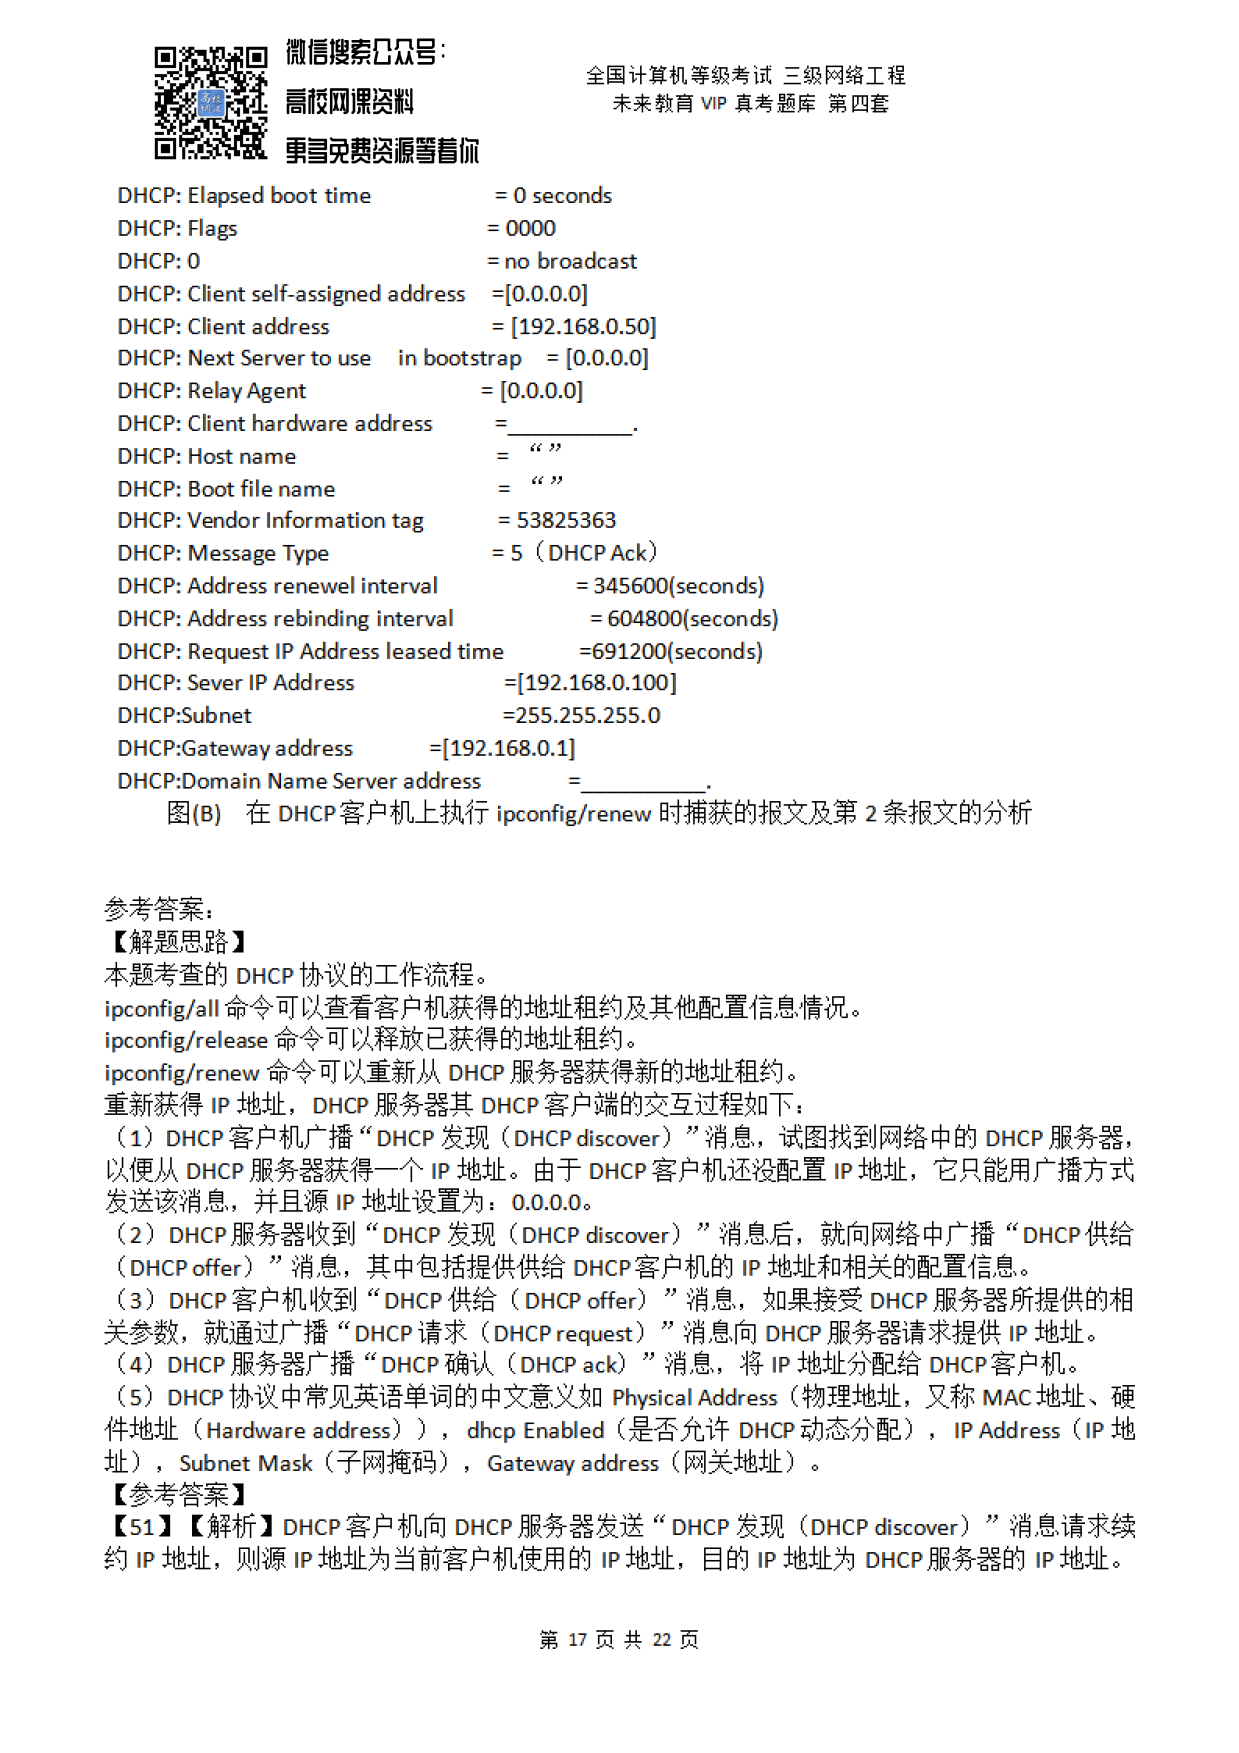 微信搜索公众号：
高校网课资料
更多免费资源等着你
全国计算机等级考试 三级网络工程
未来教育 VIP 真考题库 第四套
高校
网课
DHCP: Elapsed boot time = 0 seconds
DHCP: Flags = 0000
DHCP: 0 = no broadcast
DHCP: Client self-assigned address =[0.0.0.0]
DHCP: Client address = [192.168.0.50]
DHCP: Next Server to use in bootstrap = [0.0.0.0]
DHCP: Relay Agent = [0.0.0.0]
DHCP: Client hardware address =__________.
DHCP: Host name = “ ”
DHCP: Boot file name = “ ”
DHCP: Vendor Information tag = 53825363
DHCP: Message Type = 5（DHCP Ack）
DHCP: Address renewel interval = 345600(seconds)
DHCP: Address rebinding interval = 604800(seconds)
DHCP: Request IP Address leased time =691200(seconds)
DHCP: Sever IP Address =[192.168.0.100]
DHCP:Subnet =255.255.255.0
DHCP:Gateway address =[192.168.0.1]
DHCP:Domain Name Server address =__________.
图(B) 在 DHCP 客户机上执行 ipconfig/renew 时捕获的报文及第 2 条报文的分析
参考答案：
【解题思路】
本题考查的 DHCP 协议的工作流程。
ipconfig/all 命令可以查看客户机获得的地址租约及其他配置信息情况。
ipconfig/release 命令可以释放已获得的地址租约。
ipconfig/renew 命令可以重新从 DHCP 服务器获得新的地址租约。
重新获得 IP 地址，DHCP 服务器其 DHCP 客户端的交互过程如下：
（1）DHCP 客户机广播“DHCP 发现（DHCP discover）”消息，试图找到网络中的 DHCP 服务器，
以便从 DHCP 服务器获得一个 IP 地址。由于 DHCP 客户机还没配置 IP 地址，它只能用广播方式
发送该消息，并且源 IP 地址设置为：0.0.0.0。
（2）DHCP 服务器收到“DHCP 发现（DHCP discover）”消息后，就向网络中广播“DHCP 供给
（DHCP offer）”消息，其中包括提供供给 DHCP 客户机的 IP 地址和相关的配置信息。
（3）DHCP 客户机收到“DHCP 供给（DHCP offer）”消息，如果接受 DHCP 服务器所提供的相
关参数，就通过广播“DHCP 请求（DHCP request）”消息向 DHCP 服务器请求提供 IP 地址。
（4）DHCP 服务器广播“DHCP 确认（DHCP ack）”消息，将 IP 地址分配给 DHCP 客户机。
（5）DHCP 协议中常见英语单词的中文意义如 Physical Address（物理地址，又称 MAC 地址、硬
件地址（Hardware address）），dhcp Enabled（是否允许 DHCP 动态分配），IP Address（IP 地
址），Subnet Mask（子网掩码），Gateway address（网关地址）。
【参考答案】
【51】【解析】DHCP 客户机向 DHCP 服务器发送“DHCP 发现（DHCP discover）”消息请求续
约 IP 地址，则源 IP 地址为当前客户机使用的 IP 地址，目的 IP 地址为 DHCP 服务器的 IP 地址。
第 17 页 共 22 页